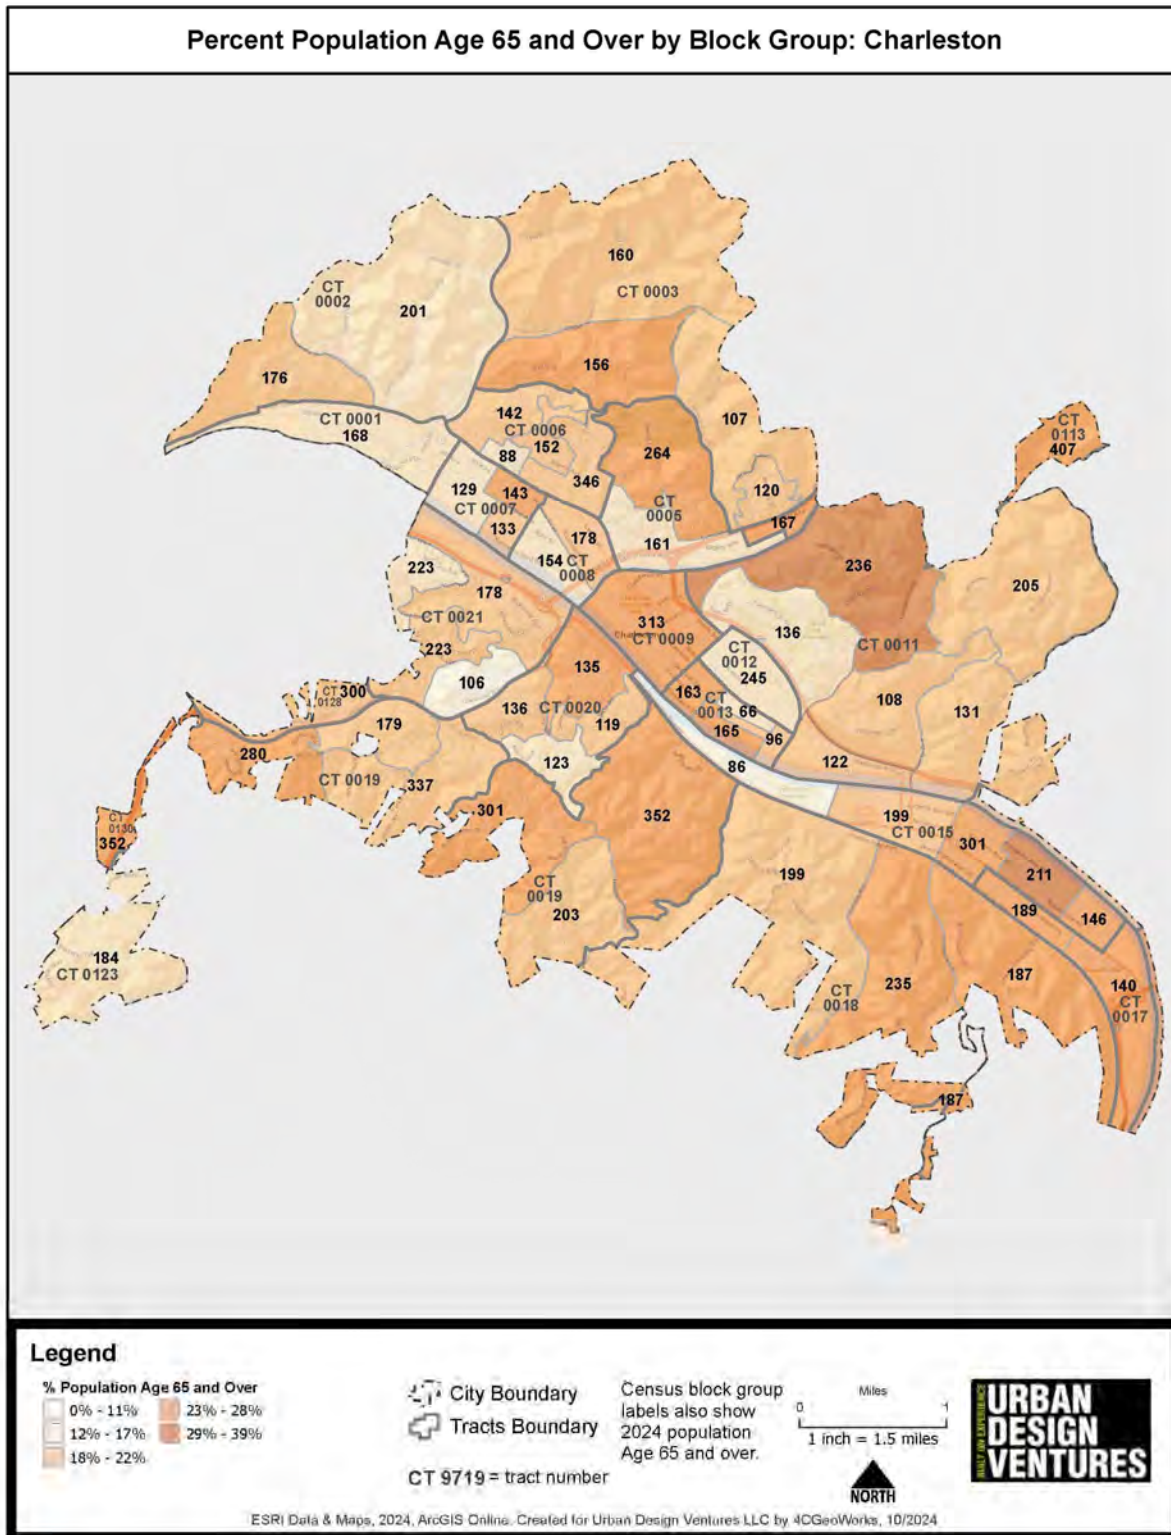 Percent Population Age 65 and Over by Block Group: Charleston
160
CT
0002
CT 0003
201
156
176
107
CT 0001
168
142
CT 0006
152
88
264
CT
0113
407
346
129
143
120
CT
0005
CT 0007
133
178
167
161
154
CT
0008
223
178
236
205
CT 0021
313
CT 0009
136
CT 0011
223
CT
0012
245
135
106
163
CT
0013
66
108
131
CT
0128
300
136
CT 0020
119
179
165
96
280
123
86
122
CT 0019
337
301
352
199
CT 0015
301
CT
0130
352
211
199
CT
0019
203
189
146
184
CT 0123
235
187
140
CT
0017
CT
0018
187
Legend
% Population Age 65 and Over
0% - 11%
12% - 17%
18% - 22%
23% - 28%
29% - 39%
City Boundary
Tracts Boundary
CT 9719 = tract number
Census block group
labels also show
2024 population
Age 65 and over.
Miles
0 1
1 inch = 1.5 miles
NORTH
BUILT ON EXPERIENCE
URBAN
DESIGN
VENTURES
ESRI Data & Maps, 2024, ArcGIS Online. Created for Urban Design Ventures LLC by 4CGeoWorks, 10/2024